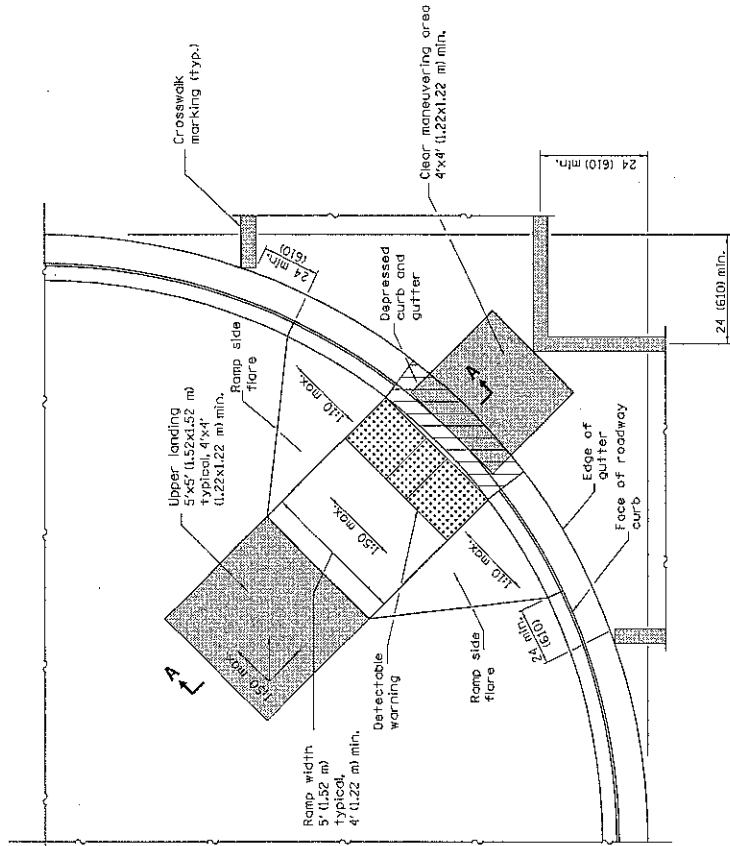 Crosswalk
marking (typ.)
Clear maneuvering area
4'x4' (1.22x1.22 m) min.
24 (610) min.
24 (610) min.
24 min.
(610)
Depressed
curb and
gutter
Ramp side
flare
1:10 max.
Upper landing
5'x5' (1.52x1.52 m)
typical, 4'x4'
(1.22x1.22 m) min.
A
1:50 max.
1:50 max.
A
Edge of
gutter
Face of roadway
curb
1:10 max.
24 min.
(610)
Ramp side
flare
Detectable
warning
Ramp width
5' (1.52 m)
typical,
4' (1.22 m) min.